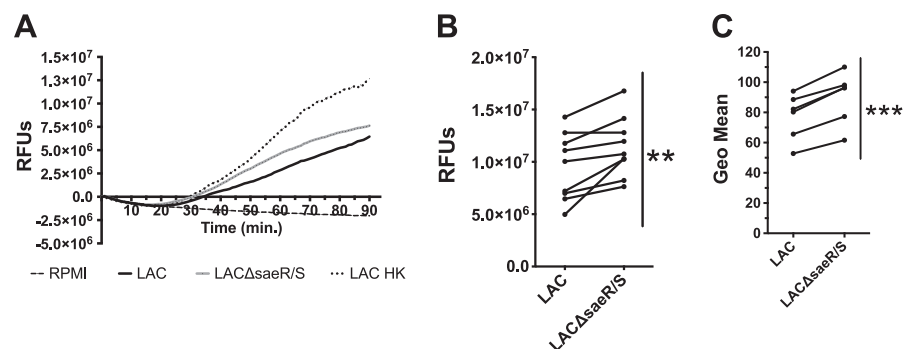 A
1.5×10⁷
1.3×10⁷
1.0×10⁷
7.5×10⁶
5.0×10⁶
2.5×10⁶
0.0
-2.5×10⁶
-5.0×10⁶
RFUs
10 20 30 40 50 60 70 80 90
Time (min.)
RPMI LAC LACΔsaeR/S LAC HK
B
2.0×10⁷
1.5×10⁷
1.0×10⁷
5.0×10⁶
0.0
RFUs
**
LAC
LACΔsaeR/S
C
120
100
80
60
40
20
0
Geo Mean
***
LAC
LACΔsaeR/S